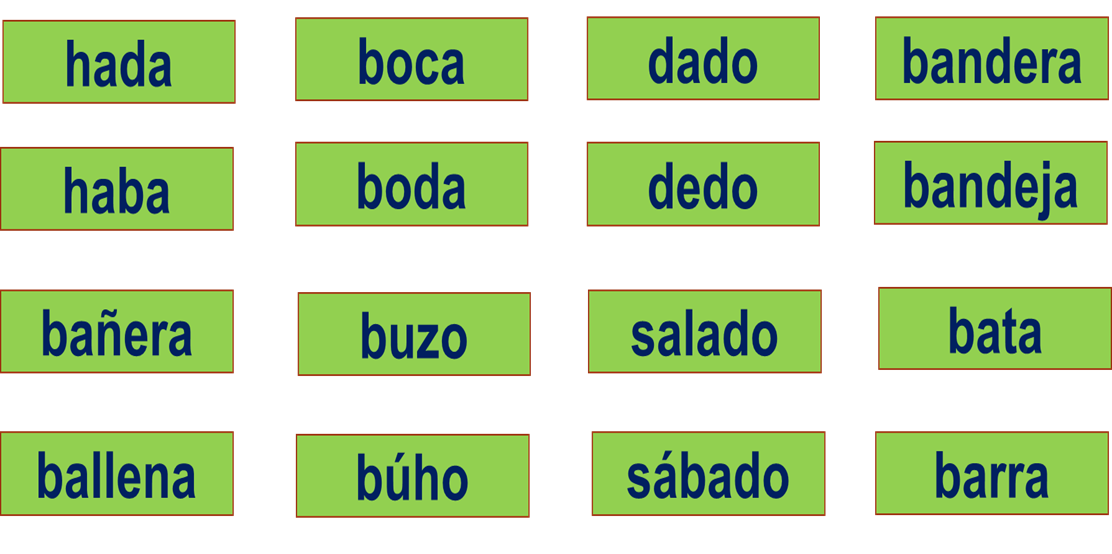 hada boca dado bandera
haba boda dedo bandeja
bañera buzo salado bata
ballena búho sábado barra